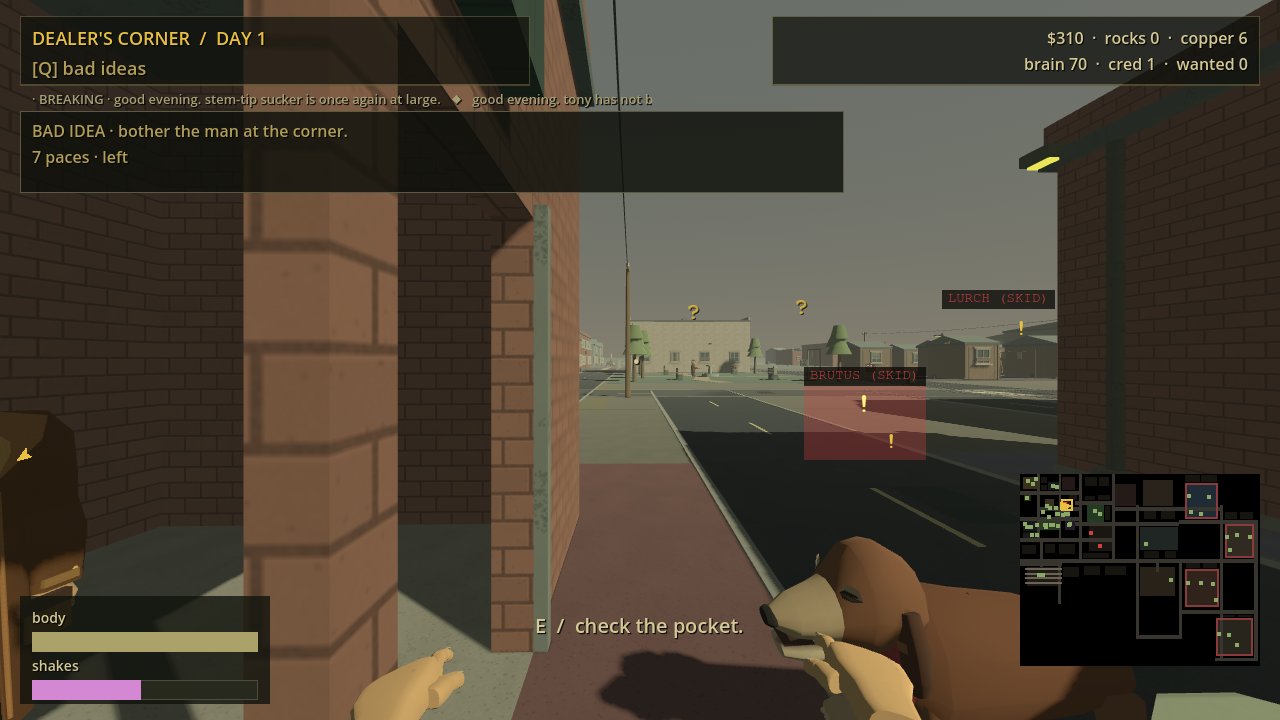 DEALER'S CORNER / DAY 1
[Q] bad ideas
$310 · rocks 0 · copper 6
brain 70 · cred 1 · wanted 0
· BREAKING · good evening. stem-tip sucker is once again at large. ◆ good evening. tony has not b
BAD IDEA · bother the man at the corner.
7 paces · left
?
?
LURCH (SKID)
!
BRUTUS (SKID)
!
!
E / check the pocket.
body
shakes